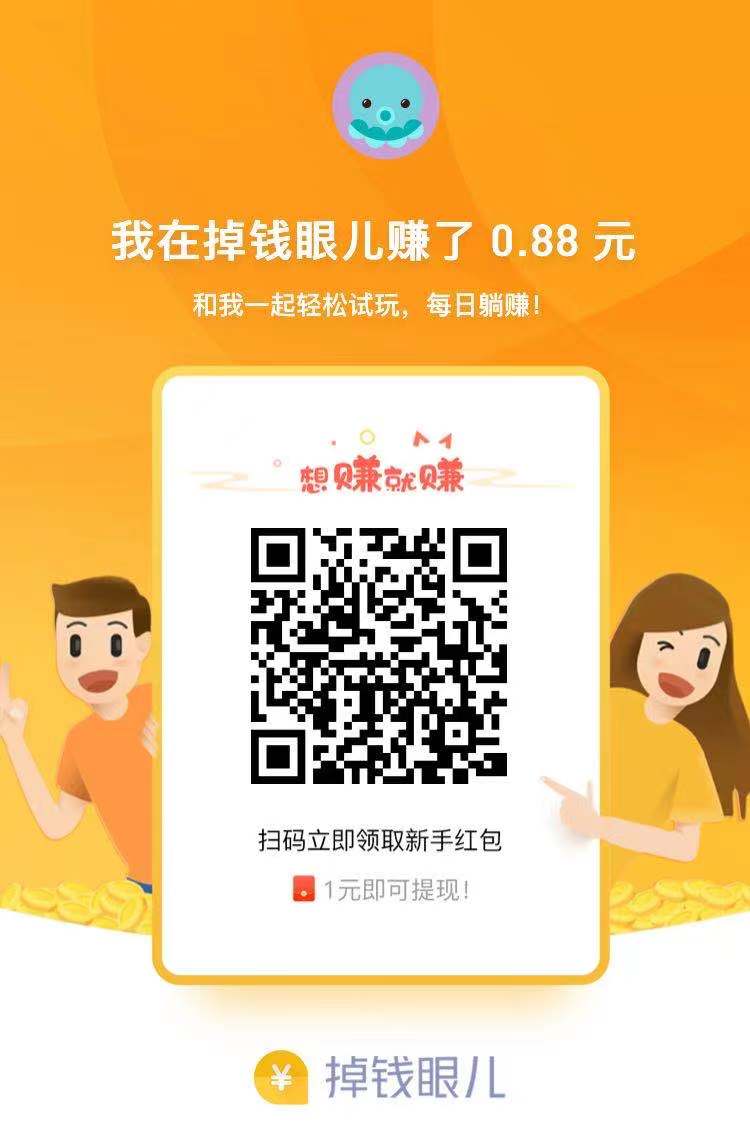 我在掉钱眼儿赚了 0.88 元
和我一起轻松试玩，每日躺赚！
想赚就赚
扫码立即领取新手红包
1元即可提现！
¥ 掉钱眼儿